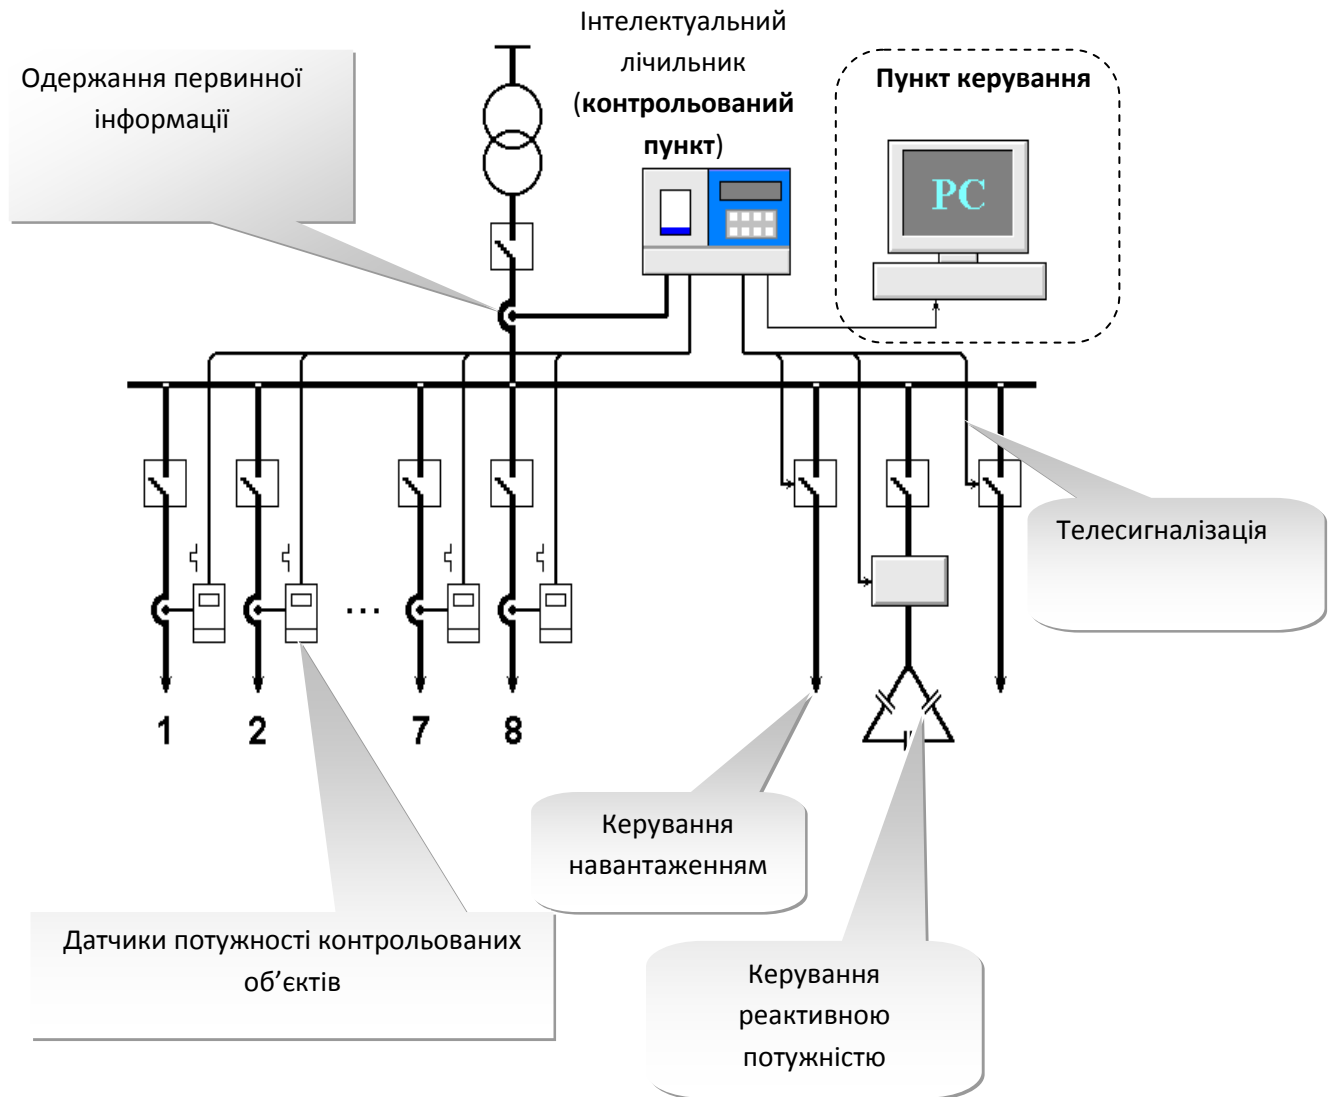 Інтелектуальний
лічильник
(контрольований
пункт)
Одержання первинної
інформації
Пункт керування
PC
Телесигналізація
...
1 2 7 8
Керування
навантаженням
Датчики потужності контрольованих
об’єктів
Керування
реактивною
потужністю